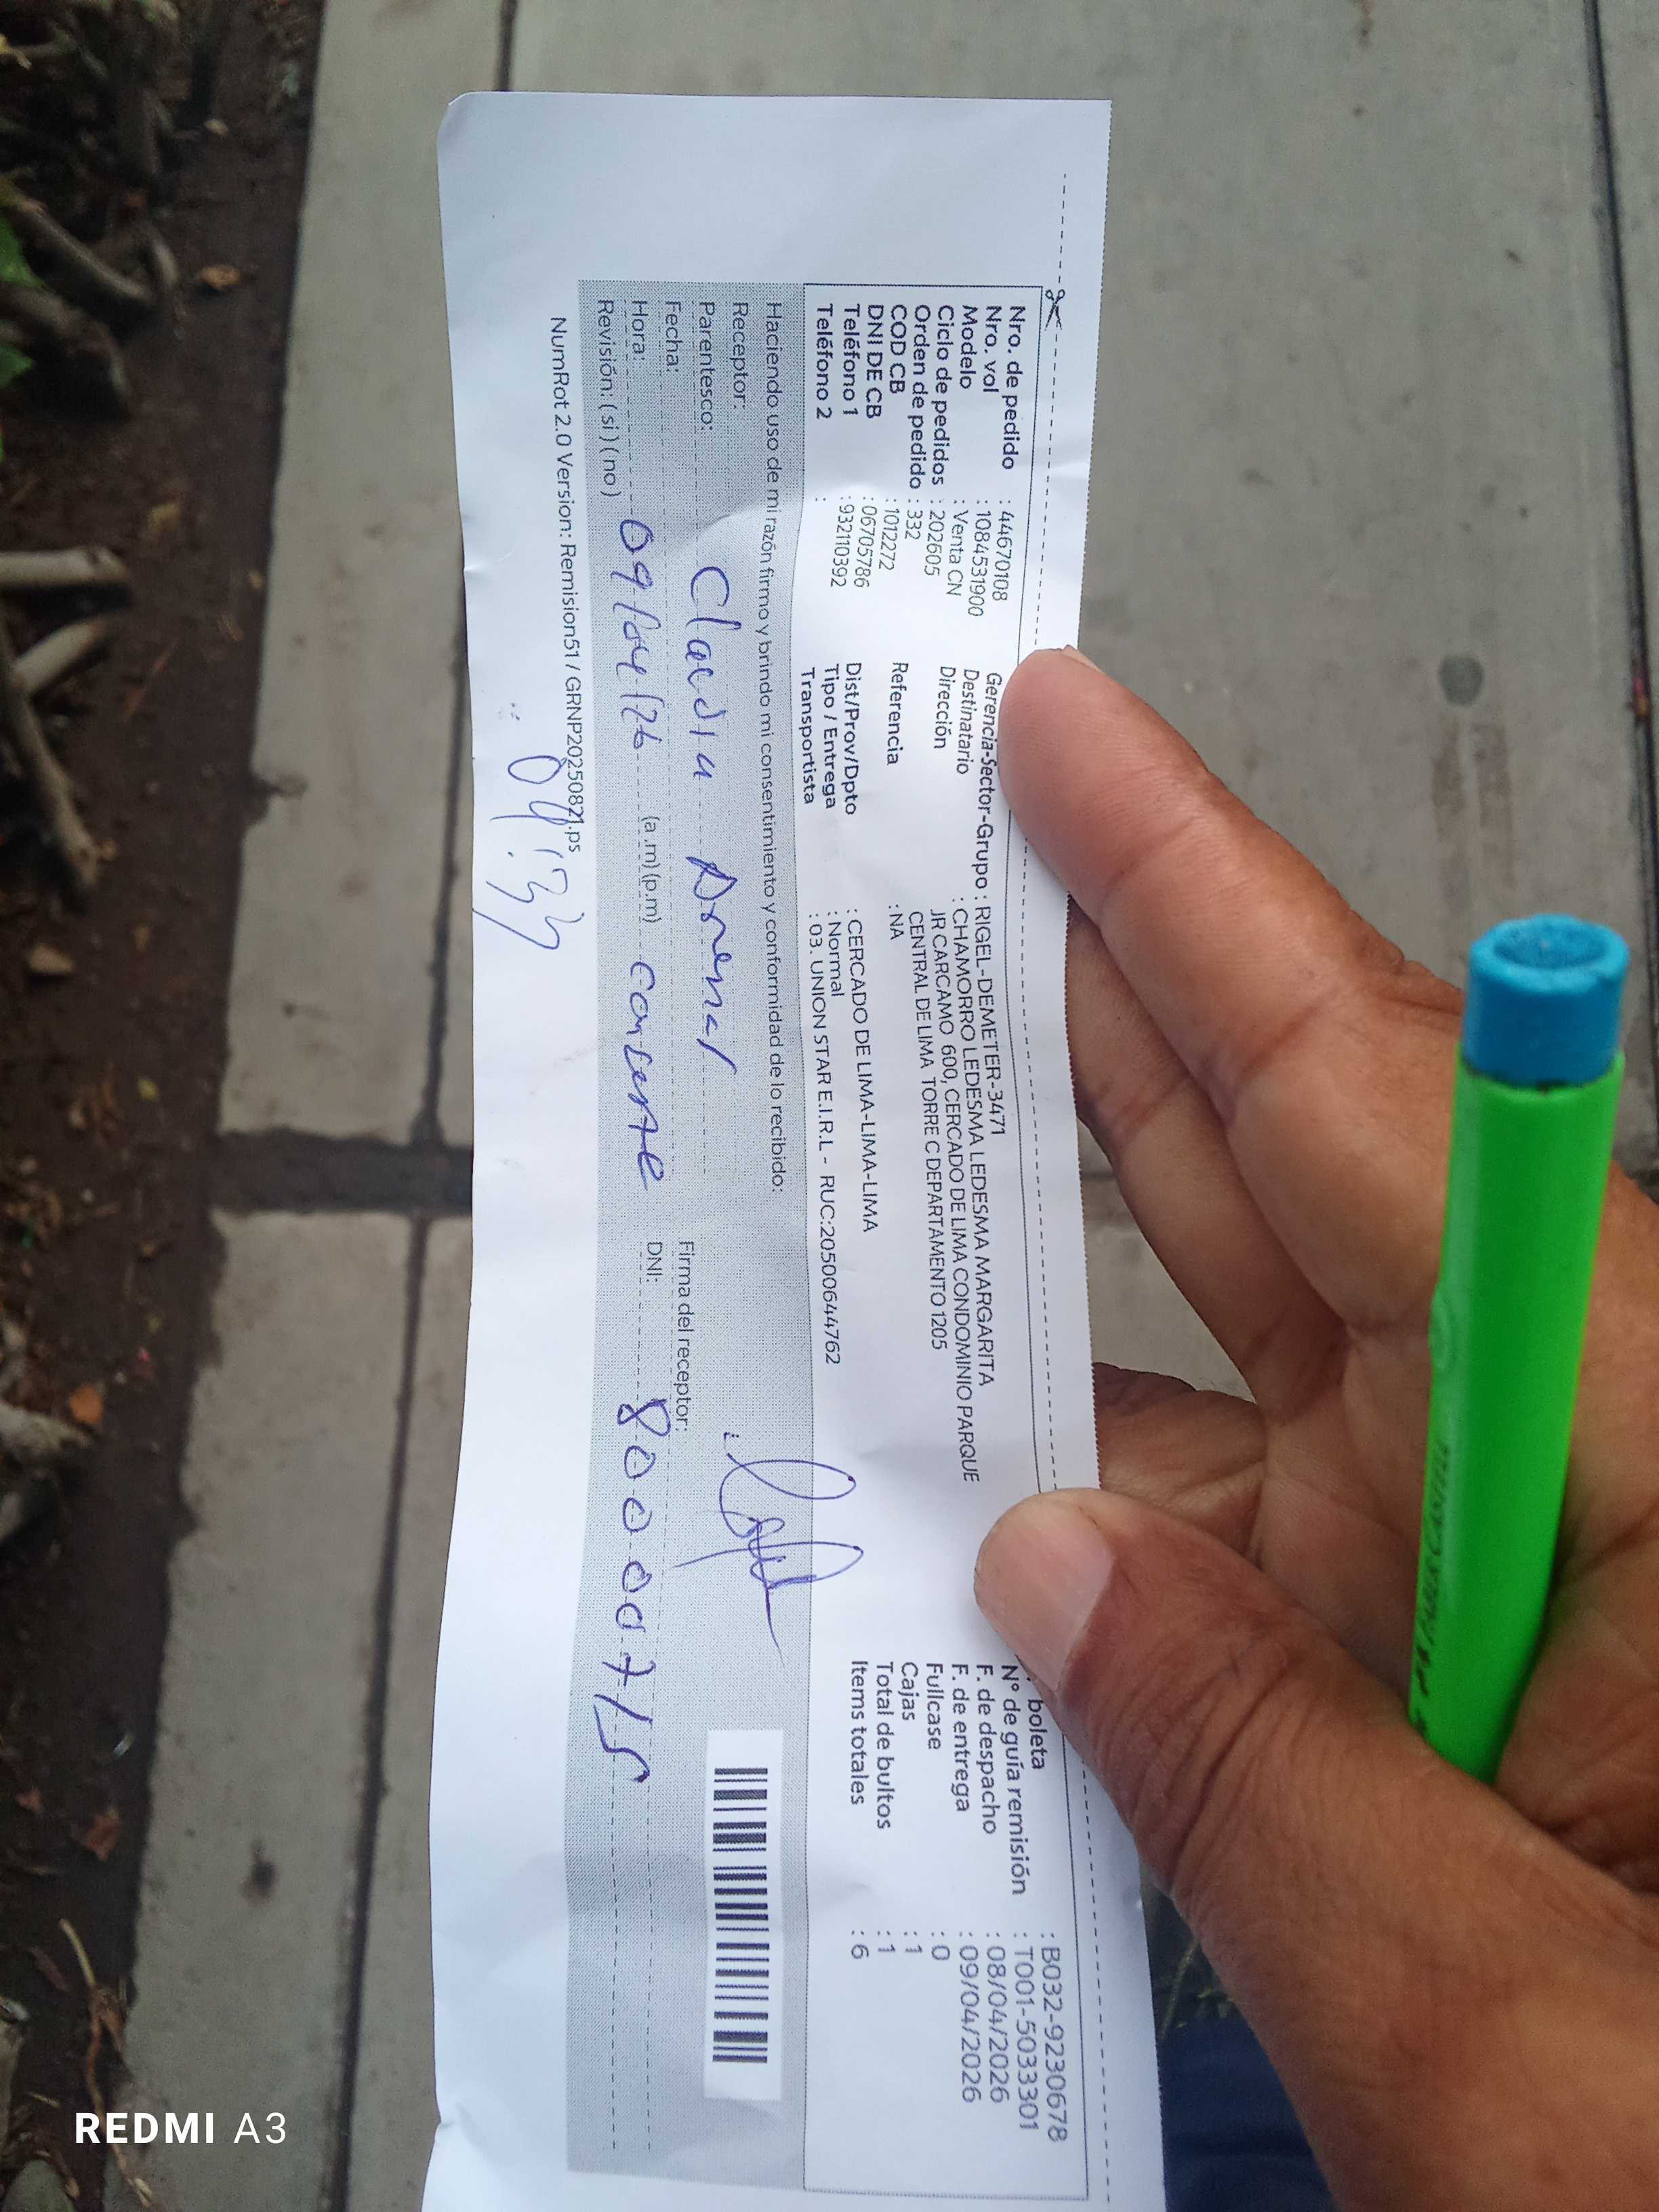 Nro. de pedido : 44670108
Nro. vol : 1084531900
Modelo : Venta CN
Ciclo de pedidos : 202605
Orden de pedido : 332
COD CB : 1012272
DNI DE CB : 06705786
Teléfono 1 : 932110392
Teléfono 2 :
Gerencia-Sector-Grupo : RIGEL-DEMETER-3471
Destinatario : CHAMORRO LEDESMA LEDESMA MARGARITA
Dirección JR CARCAMO 600, CERCADO DE LIMA CONDOMINIO PARQUE
CENTRAL DE LIMA TORRE C DEPARTAMENTO 1205
Referencia : NA
Dist/Prov/Dpto : CERCADO DE LIMA-LIMA-LIMA
Tipo / Entrega : Normal
Transportista : 03. UNION STAR E.I.R.L - RUC:20500644762
boleta : B032-9230678
N° de guía remisión : T001-5033301
F. de despacho : 08/04/2026
F. de entrega : 09/04/2026
Fullcase : 0
Cajas : 1
Total de bultos : 1
Items totales : 6
Haciendo uso de mi razón firmo y brindo mi consentimiento y conformidad de lo recibido:
Receptor:
Parentesco: Claudia
Fecha:
Hora: 09/04/26 (a.m) (p.m)
Revisión: ( si ) ( no )
Firma del receptor:
DNI: 80000715
NumRot 2.0 Version: Remision51 / GRNP20250821.ps
09:33
REDMI A3